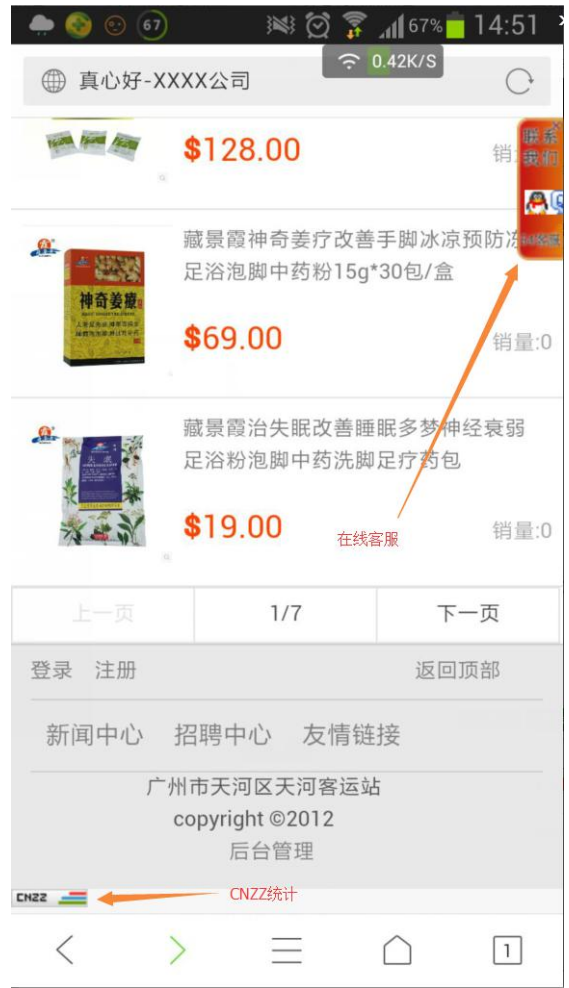 67
67%
14:51
0.42K/S
真心好-XXXX公司
$128.00
销
联系
我们
藏景霞神奇姜疗改善手脚冰凉预防冻
足浴泡脚中药粉15g*30包/盒
神奇姜療
$69.00
销量:0
藏景霞治失眠改善睡眠多梦神经衰弱
足浴粉泡脚中药洗脚足疗药包
失眠
$19.00
在线客服
销量:0
上一页
1/7
下一页
登录 注册
返回顶部
新闻中心 招聘中心 友情链接
广州市天河区天河客运站
copyright ©2012
后台管理
CNZZ
CNZZ统计
1